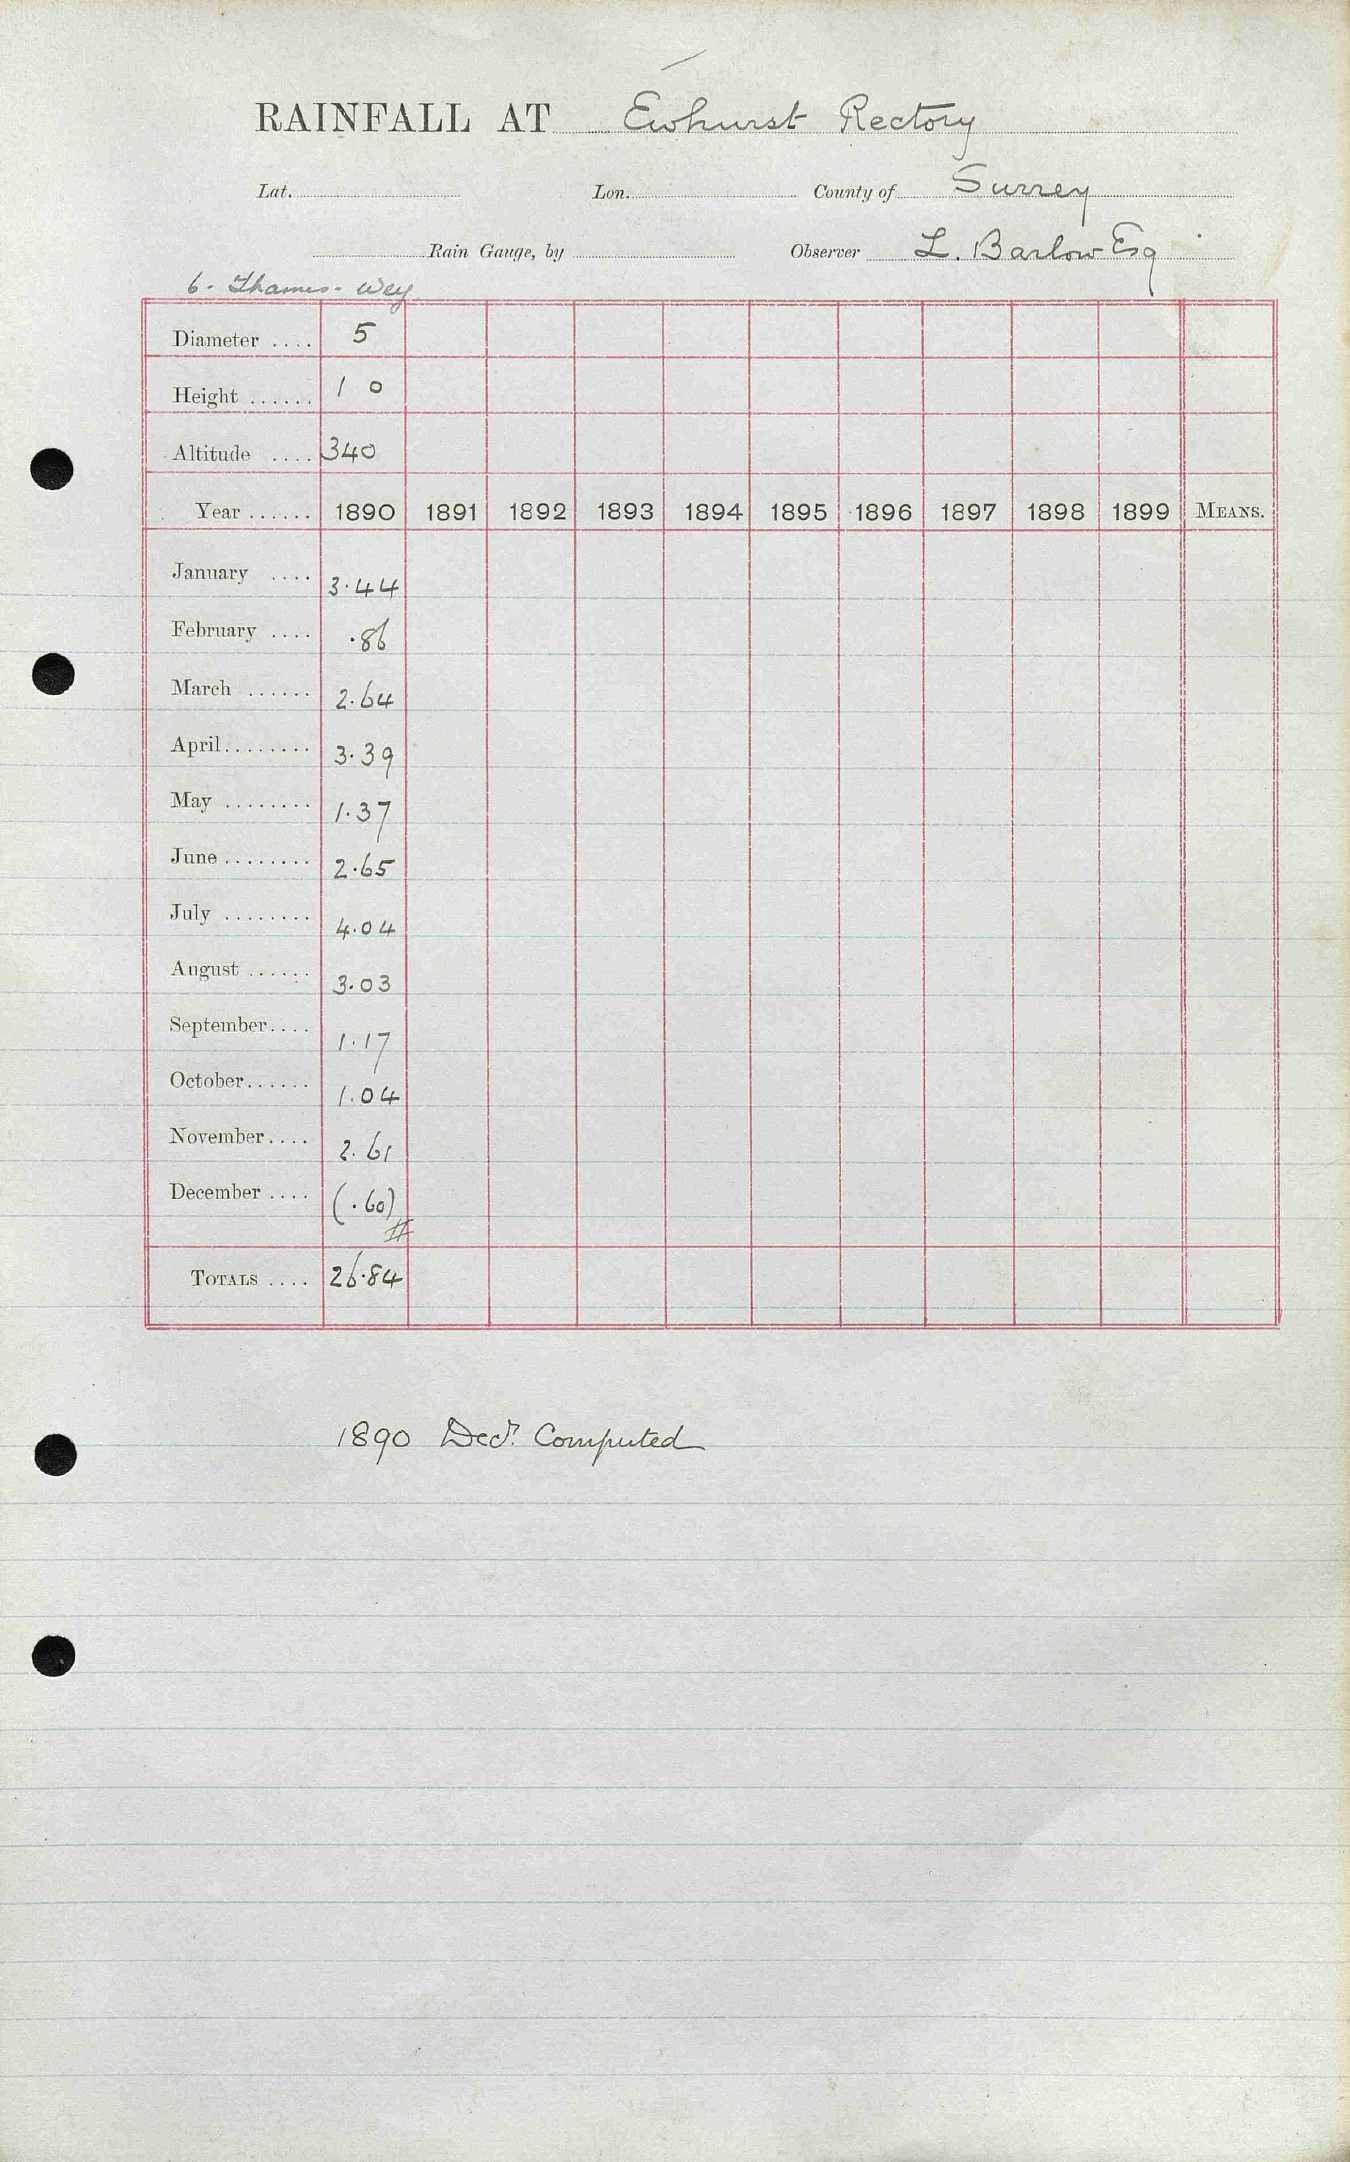 RAINFALL AT Ewhurst Rectory
Lat. Lon. County of Surrey
Rain Gauge, by Observer L. Barlow Esq
6. Thames. Wey
Diameter .... 5
Height ...... 1 0
Altitude .... 340
Year ...... 1890 1891 1892 1893 1894 1895 1896 1897 1898 1899 MEANS.
January .... 3.44
February .... .86
March ...... 2.64
April ........ 3.39
May ........ 1.37
June ........ 2.65
July ........ 4.04
August ...... 3.03
September .... 1.17
October ...... 1.04
November .... 2.61
December .... (.60)
#
TOTALS .... 26.84
1890 Decr. Computed